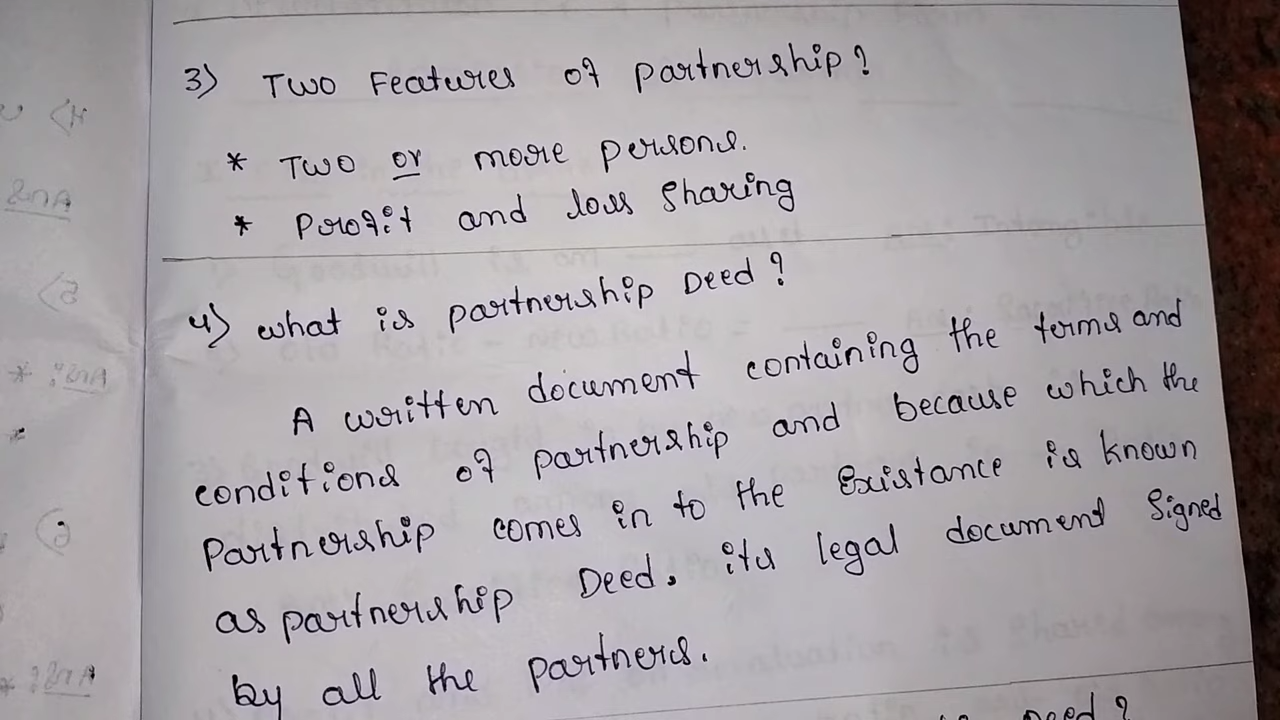 3) Two Features of partnership?
* Two or more persons.
* Profit and loss sharing
4) what is partnership Deed?
A written document containing the terms and
conditions of partnership and because which the
Partnership comes in to the Existance is known
as partnership Deed. its legal document signed
by all the partners.
Deed?